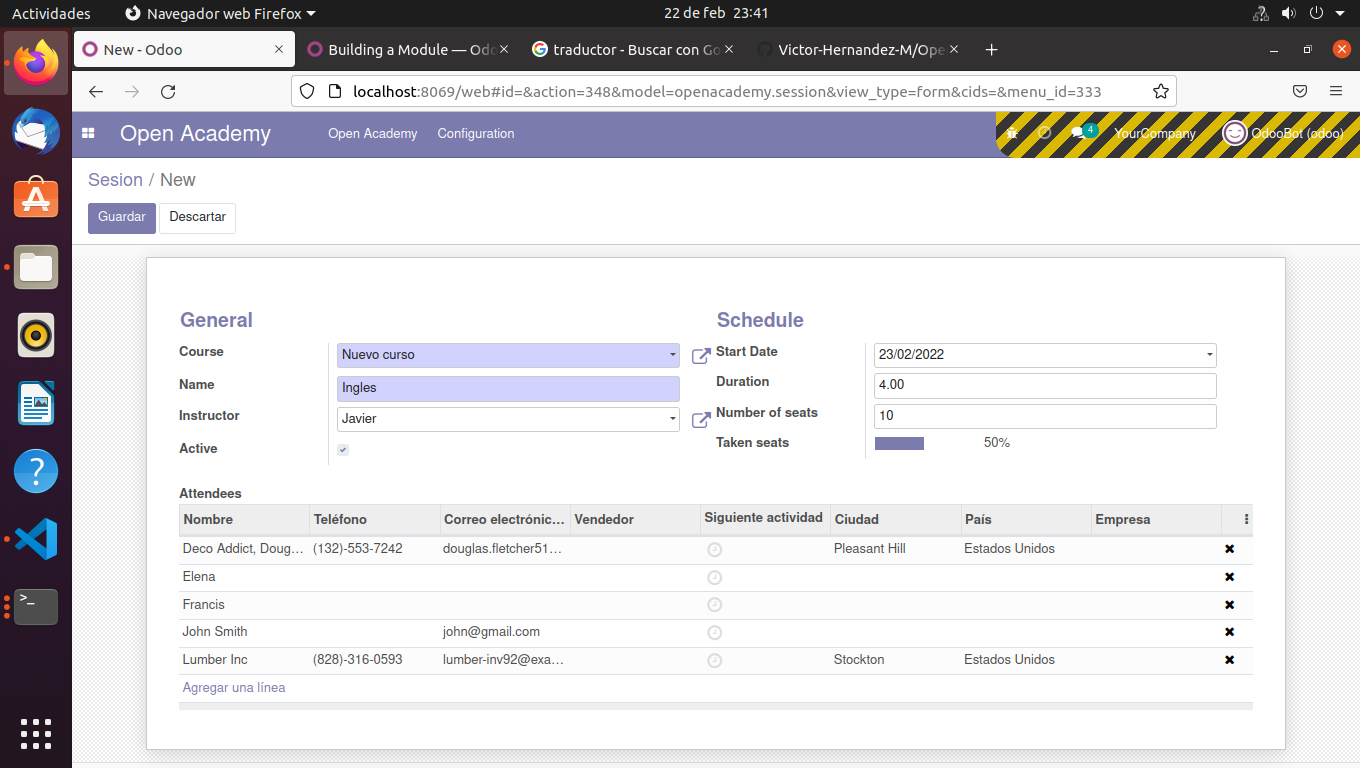 Actividades
Navegador web Firefox
22 de feb 23:41
New - Odoo
Building a Module — Odo
traductor - Buscar con Go
Victor-Hernandez-M/Ope
localhost:8069/web#id=&action=348&model=openacademy.session&view_type=form&cids=&menu_id=333
Open Academy
Open Academy
Configuration
4
YourCompany
OdooBot (odoo)
Sesion / New
Guardar
Descartar
General
Schedule
Course
Nuevo curso
Start Date
23/02/2022
Name
Ingles
Duration
4.00
Instructor
Javier
Number of seats
10
Active
Taken seats
50%
Attendees
Nombre Teléfono Correo electrónic... Vendedor Siguiente actividad Ciudad País Empresa
Deco Addict, Doug... (132)-553-7242 douglas.fletcher51... Pleasant Hill Estados Unidos
Elena
Francis
John Smith john@gmail.com
Lumber Inc (828)-316-0593 lumber-inv92@exa... Stockton Estados Unidos
Agregar una línea